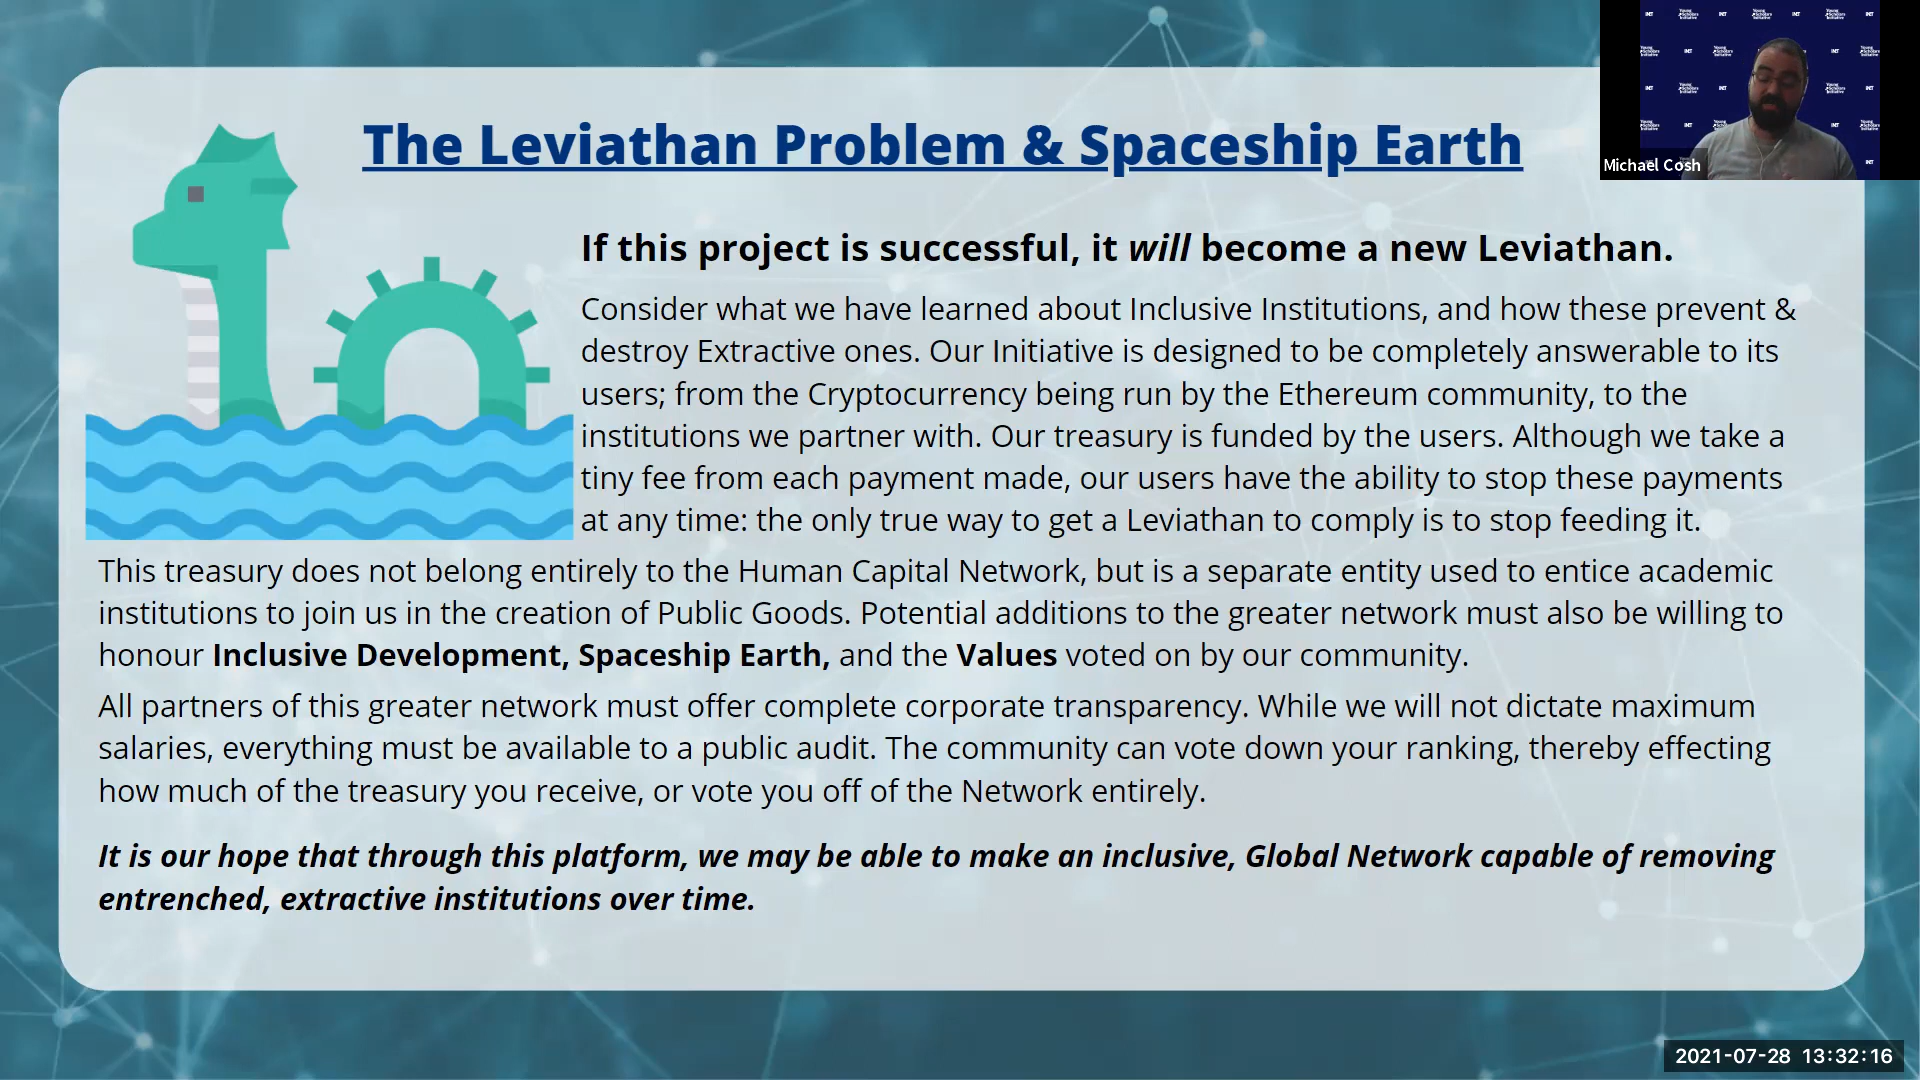 The Leviathan Problem & Spaceship Earth
If this project is successful, it will become a new Leviathan.
Consider what we have learned about Inclusive Institutions, and how these prevent &
destroy Extractive ones. Our Initiative is designed to be completely answerable to its
users; from the Cryptocurrency being run by the Ethereum community, to the
institutions we partner with. Our treasury is funded by the users. Although we take a
tiny fee from each payment made, our users have the ability to stop these payments
at any time: the only true way to get a Leviathan to comply is to stop feeding it.
This treasury does not belong entirely to the Human Capital Network, but is a separate entity used to entice academic
institutions to join us in the creation of Public Goods. Potential additions to the greater network must also be willing to
honour Inclusive Development, Spaceship Earth, and the Values voted on by our community.
All partners of this greater network must offer complete corporate transparency. While we will not dictate maximum
salaries, everything must be available to a public audit. The community can vote down your ranking, thereby effecting
how much of the treasury you receive, or vote you off of the Network entirely.
It is our hope that through this platform, we may be able to make an inclusive, Global Network capable of removing
entrenched, extractive institutions over time.
Michael Cosh
2021-07-28 13:32:16